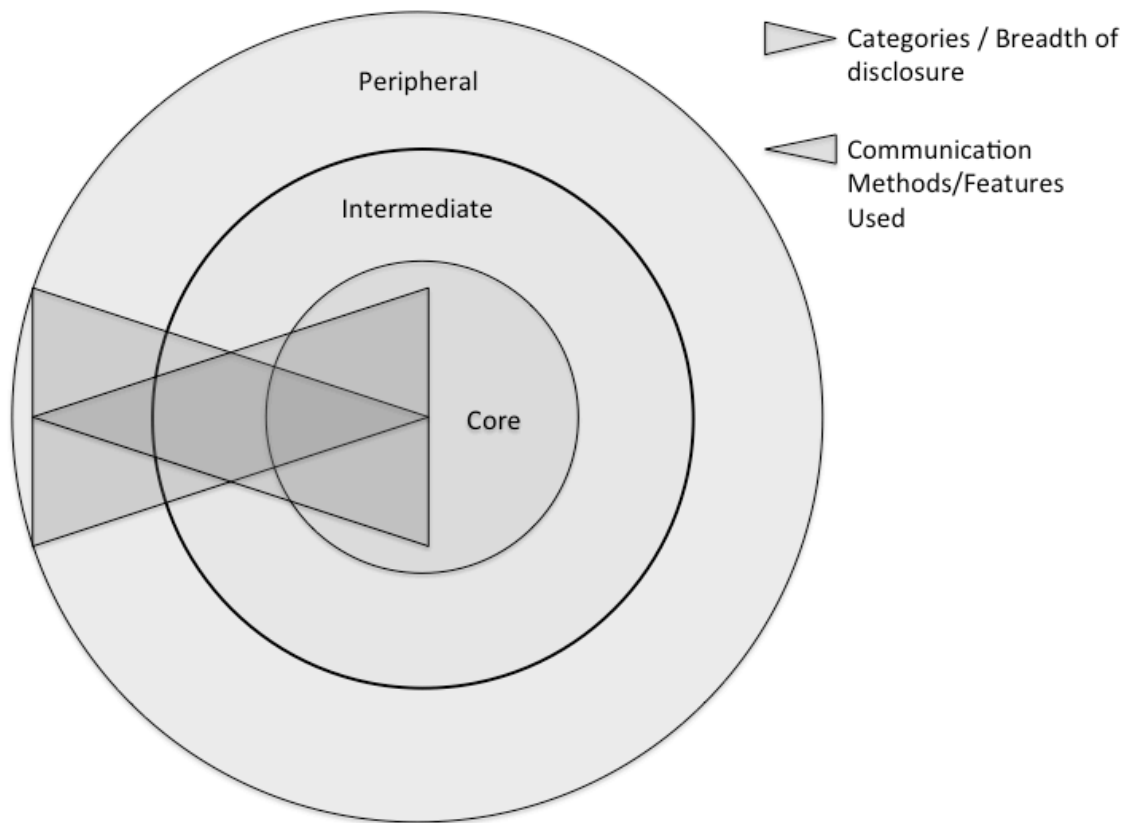 Peripheral
Intermediate
Core
Categories / Breadth of
disclosure
Communication
Methods/Features
Used